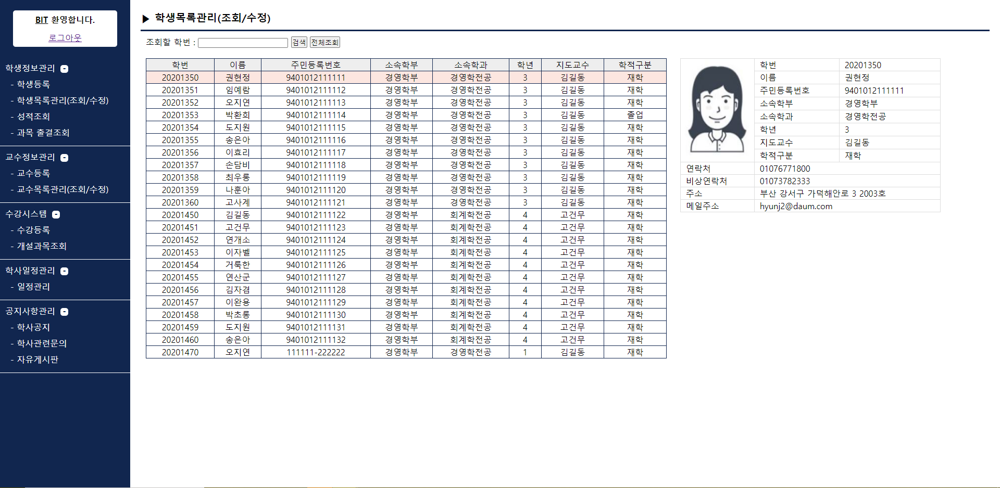 BIT 환영합니다.
로그아웃
학생정보관리 -
- 학생등록
- 학생목록관리(조회/수정)
- 성적조회
- 과목 출결조회
교수정보관리 -
- 교수등록
- 교수목록관리(조회/수정)
수강시스템 -
- 수강등록
- 개설과목조회
학사일정관리 -
- 일정관리
공지사항관리 -
- 학사공지
- 학사관련문의
- 자유게시판
▶ 학생목록관리(조회/수정)
조회할 학번 : 검색 전체조회
학번 이름 주민등록번호 소속학부 소속학과 학년 지도교수 학적구분
20201350 권현정 9401012111111 경영학부 경영학전공 3 김길동 재학
20201351 임예람 9401012111112 경영학부 경영학전공 3 김길동 재학
20201352 오지연 9401012111113 경영학부 경영학전공 3 김길동 재학
20201353 박환희 9401012111114 경영학부 경영학전공 3 김길동 졸업
20201354 도지원 9401012111115 경영학부 경영학전공 3 김길동 재학
20201355 송은아 9401012111116 경영학부 경영학전공 3 김길동 재학
20201356 이효리 9401012111117 경영학부 경영학전공 3 김길동 재학
20201357 손담비 9401012111118 경영학부 경영학전공 3 김길동 재학
20201358 최우롱 9401012111119 경영학부 경영학전공 3 김길동 재학
20201359 나훈아 9401012111120 경영학부 경영학전공 3 김길동 재학
20201360 고사계 9401012111121 경영학부 경영학전공 3 김길동 재학
20201450 김길동 9401012111122 경영학부 회계학전공 4 고건무 재학
20201451 고건무 9401012111123 경영학부 회계학전공 4 고건무 재학
20201452 연개소 9401012111124 경영학부 회계학전공 4 고건무 재학
20201453 이자벨 9401012111125 경영학부 회계학전공 4 고건무 재학
20201454 거룩한 9401012111126 경영학부 회계학전공 4 고건무 재학
20201455 연산군 9401012111127 경영학부 회계학전공 4 고건무 재학
20201456 김자겸 9401012111128 경영학부 회계학전공 4 고건무 재학
20201457 이완용 9401012111129 경영학부 회계학전공 4 고건무 재학
20201458 박초롱 9401012111130 경영학부 회계학전공 4 고건무 재학
20201459 도지원 9401012111131 경영학부 회계학전공 4 고건무 재학
20201460 송은아 9401012111132 경영학부 회계학전공 4 고건무 재학
20201470 오지연 111111-222222 경영학부 경영학전공 1 김길동 재학
학번 20201350
이름 권현정
주민등록번호 9401012111111
소속학부 경영학부
소속학과 경영학전공
학년 3
지도교수 김길동
학적구분 재학
연락처 01076771800
비상연락처 01073782333
주소 부산 강서구 가덕해안로 3 2003호
메일주소 hyunj2@daum.com